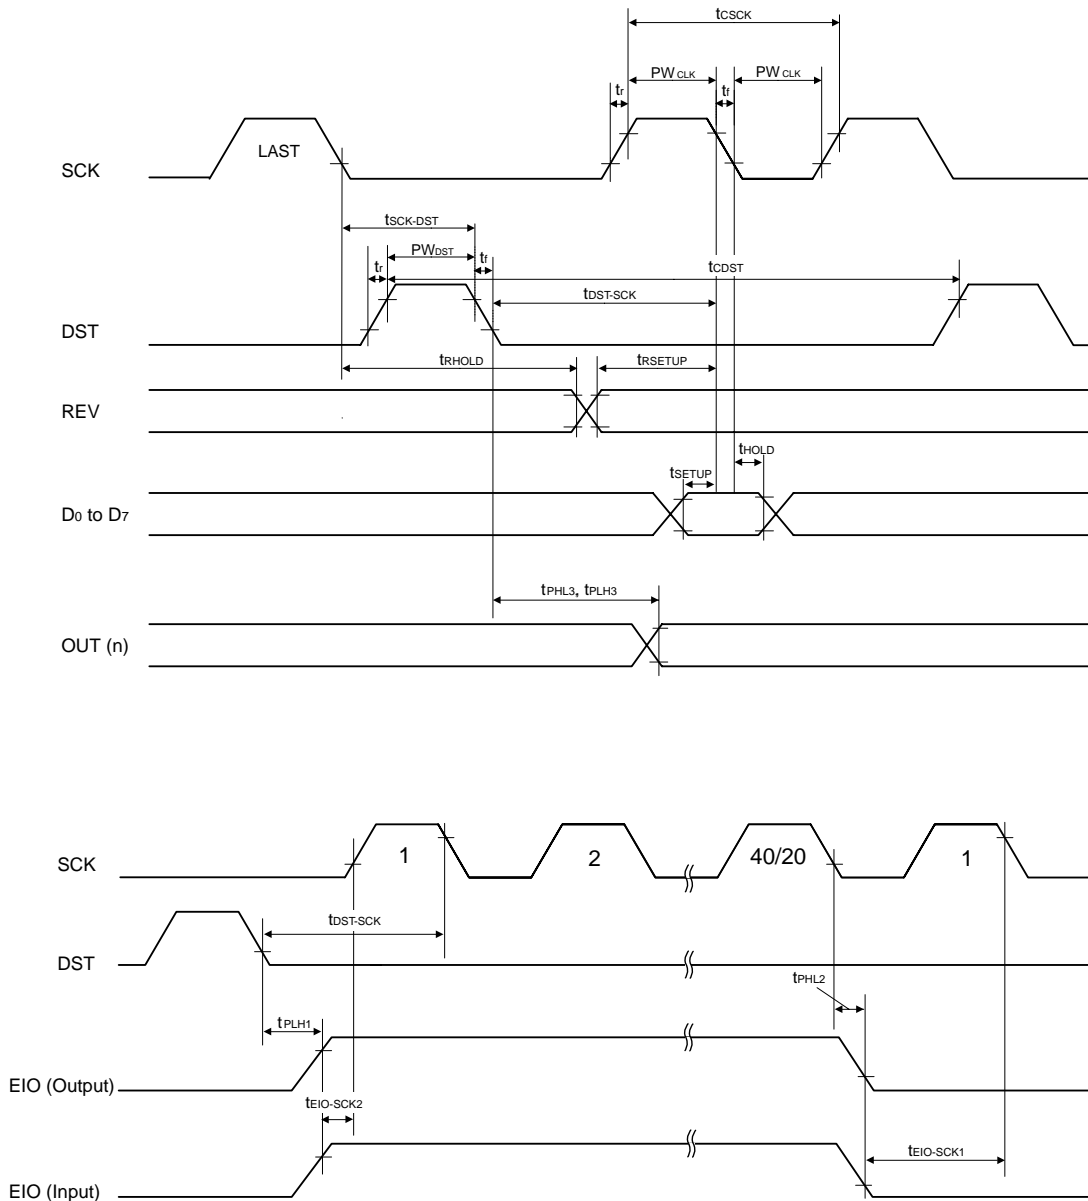 tCSCK
PWCLK
PWCLK
tr
tf
LAST
SCK
tSCK-DST
PWDST
tr
tf
tCDST
tDST-SCK
DST
tRHOLD
tRSETUP
REV
tHOLD
tSETUP
D0 to D7
tPHL3, tPLH3
OUT (n)
1
2
40/20
1
SCK
tDST-SCK
DST
tPHL2
tPLH1
EIO (Output)
tEIO-SCK2
tEIO-SCK1
EIO (Input)